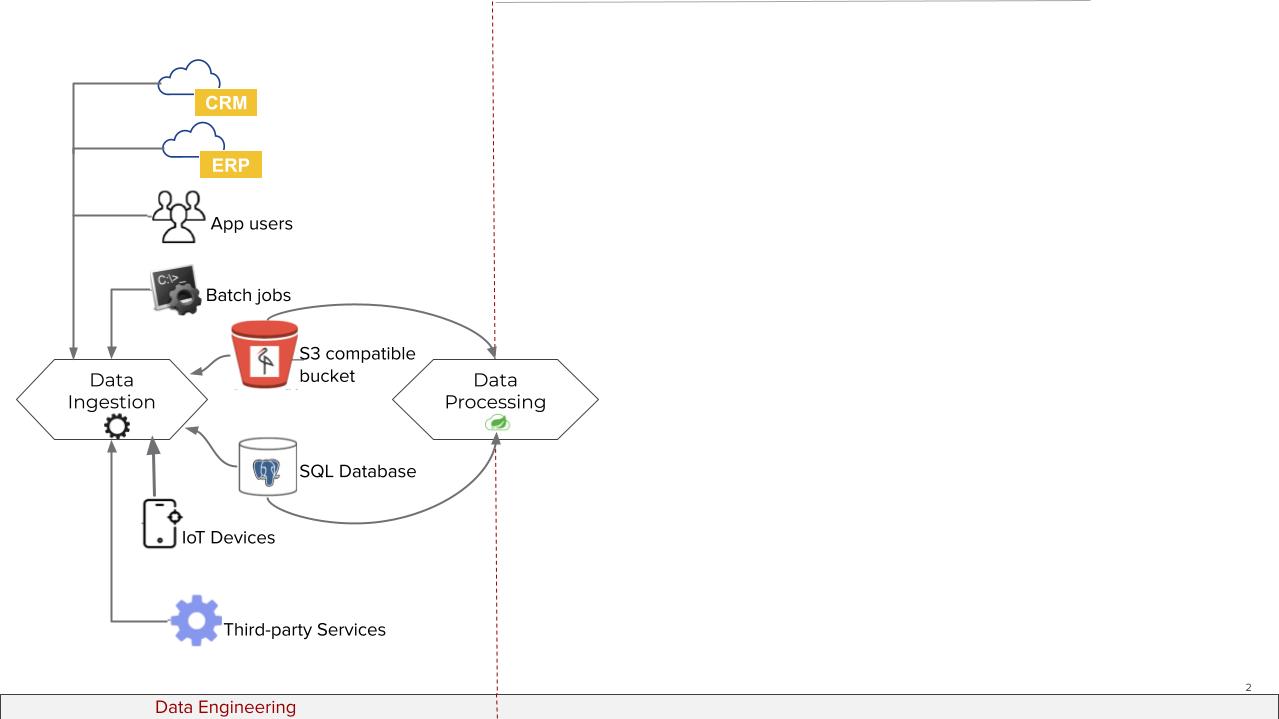 CRM
ERP
App users
C:\>_
Batch jobs
S3 compatible
bucket
Data
Ingestion
Data
Processing
SQL Database
IoT Devices
Third-party Services
2
Data Engineering